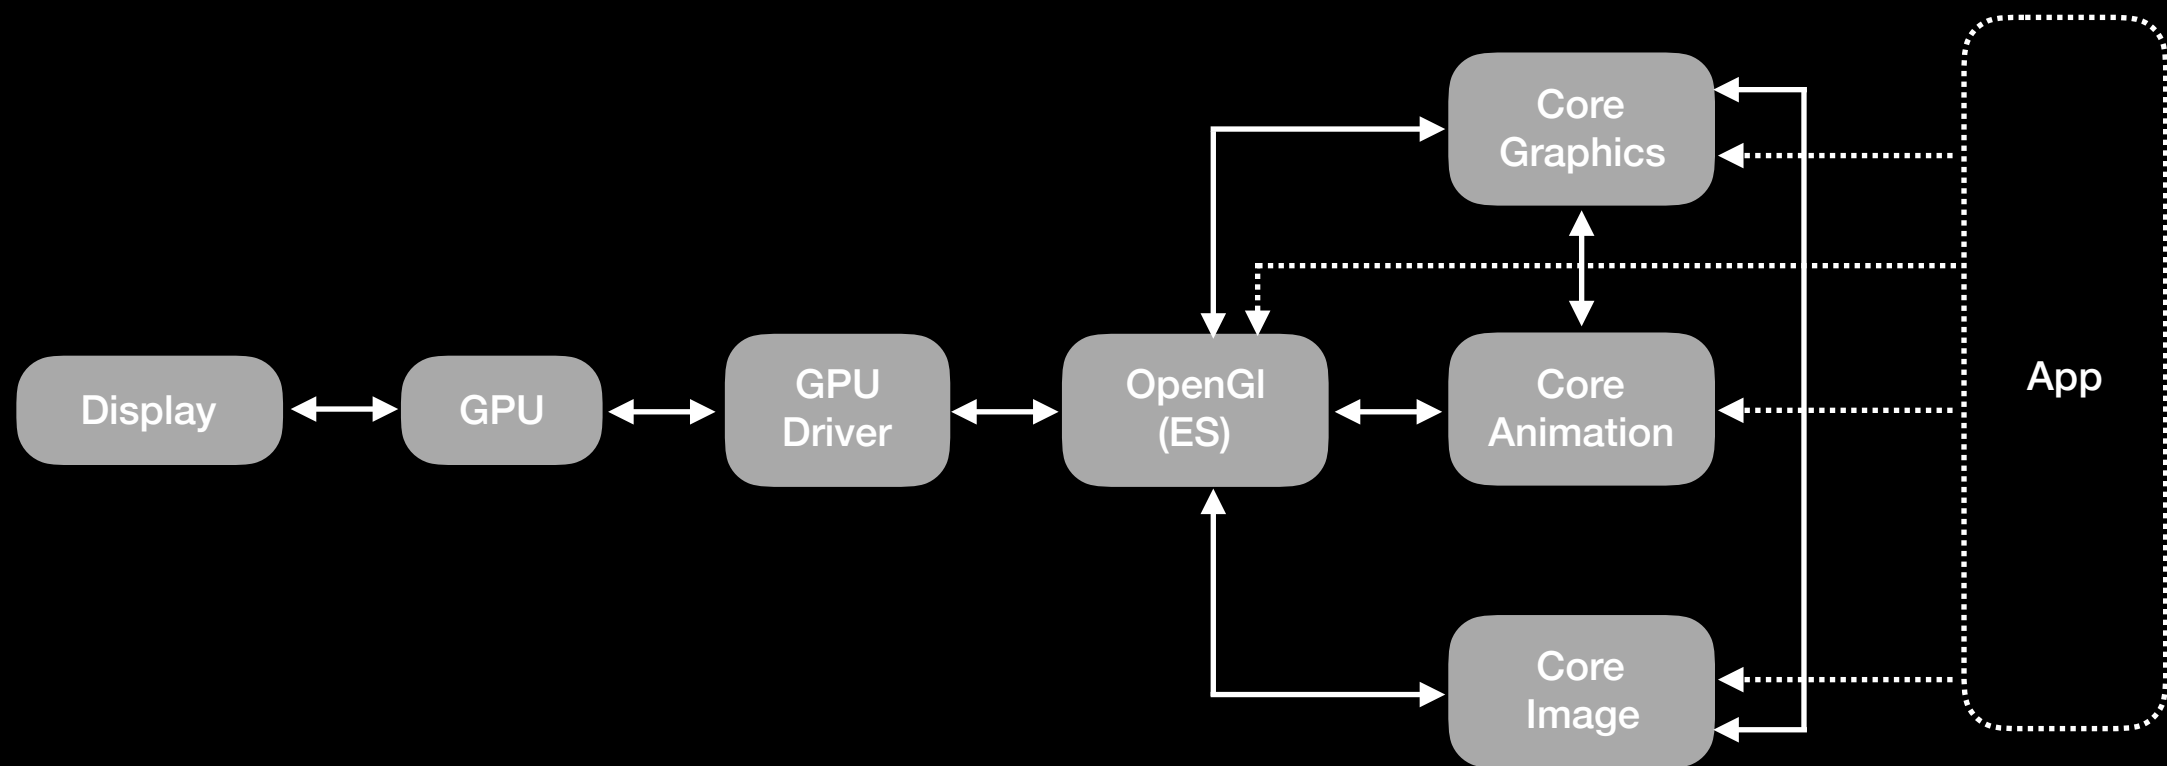 Core
Graphics
Display
GPU
GPU
Driver
OpenGl
(ES)
Core
Animation
App
Core
Image